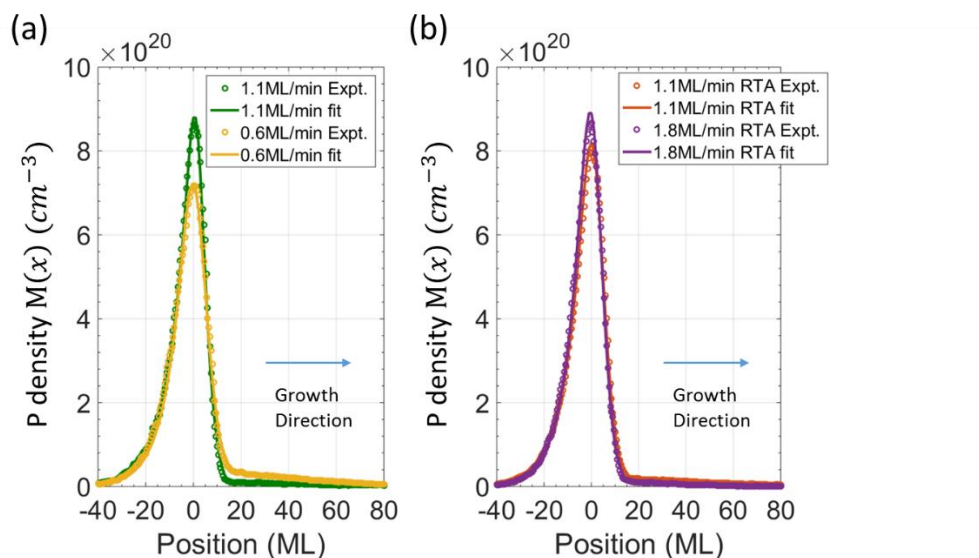 (a)
×10²⁰
P density M(x) (cm⁻³)
10
8
6
4
2
0
-40 -20 0 20 40 60 80
Position (ML)
1.1ML/min Expt.
1.1ML/min fit
0.6ML/min Expt.
0.6ML/min fit
Growth
Direction
(b)
×10²⁰
P density M(x) (cm⁻³)
10
8
6
4
2
0
-40 -20 0 20 40 60 80
Position (ML)
1.1ML/min RTA Expt.
1.1ML/min RTA fit
1.8ML/min RTA Expt.
1.8ML/min RTA fit
Growth
Direction